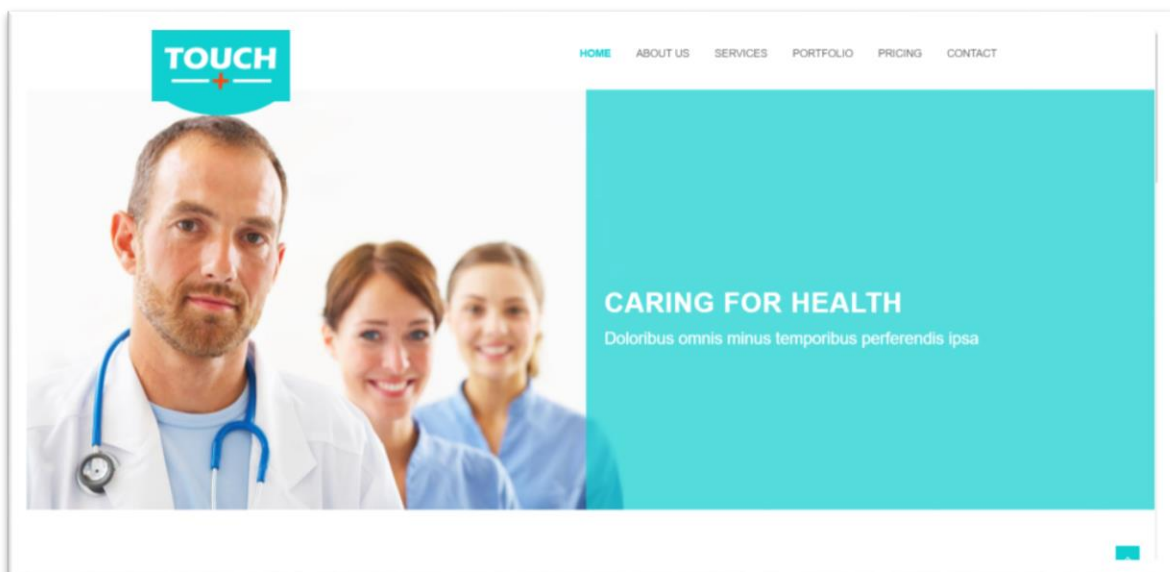 TOUCH
HOME ABOUT US SERVICES PORTFOLIO PRICING CONTACT
CARING FOR HEALTH
Doloribus omnis minus temporibus perferendis ipsa